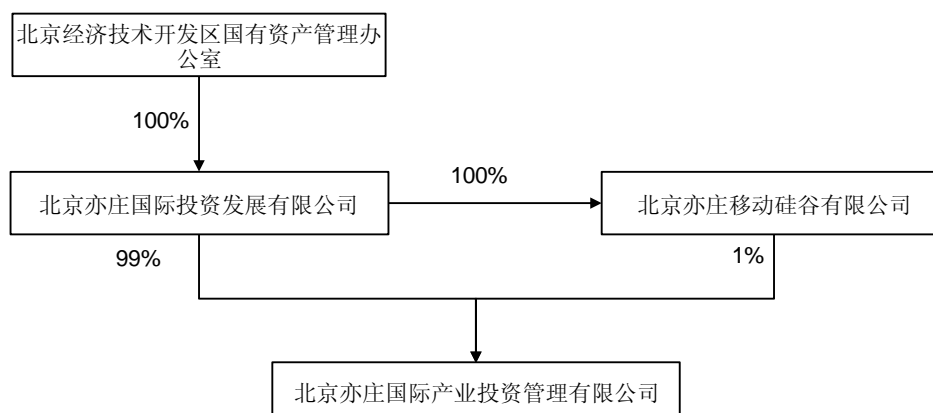 北京经济技术开发区国有资产管理办
公室
100%
北京亦庄国际投资发展有限公司
100%
北京亦庄移动硅谷有限公司
99%
1%
北京亦庄国际产业投资管理有限公司